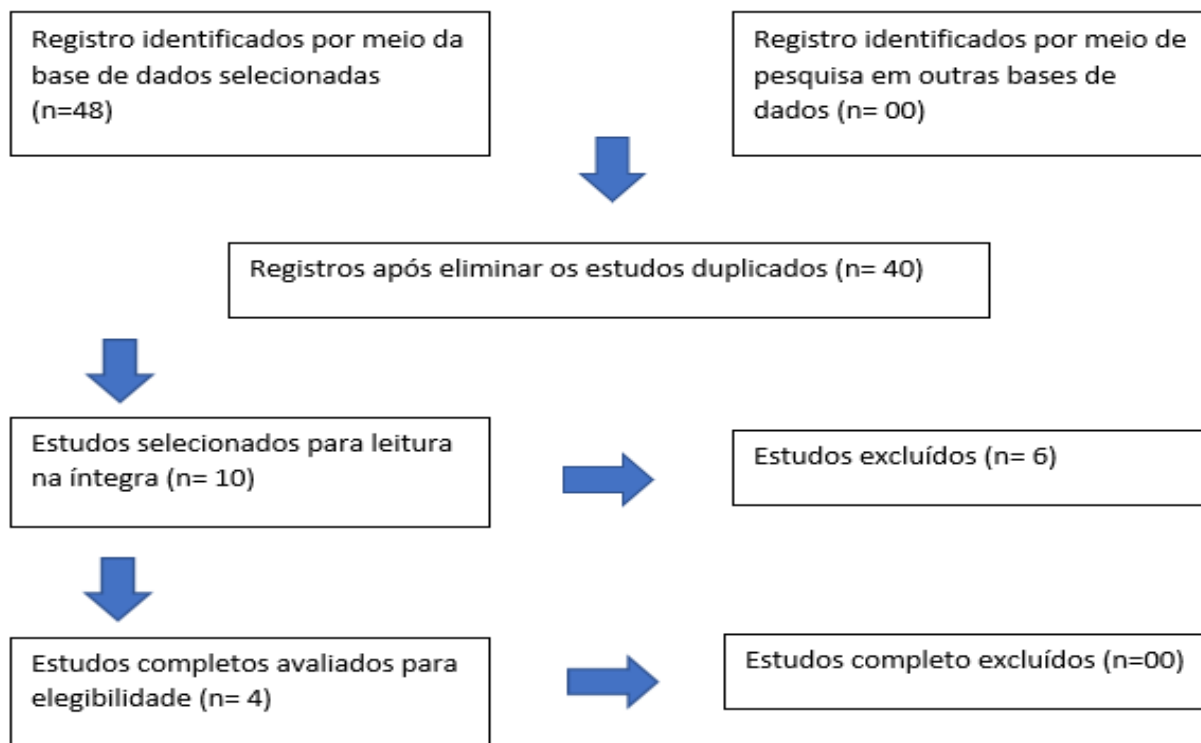 Registro identificados por meio da
base de dados selecionadas
(n=48)
Registro identificados por meio de
pesquisa em outras bases de
dados (n= 00)
Registros após eliminar os estudos duplicados (n= 40)
Estudos selecionados para leitura
na íntegra (n= 10)
Estudos excluídos (n= 6)
Estudos completos avaliados para
elegibilidade (n= 4)
Estudos completo excluídos (n=00)